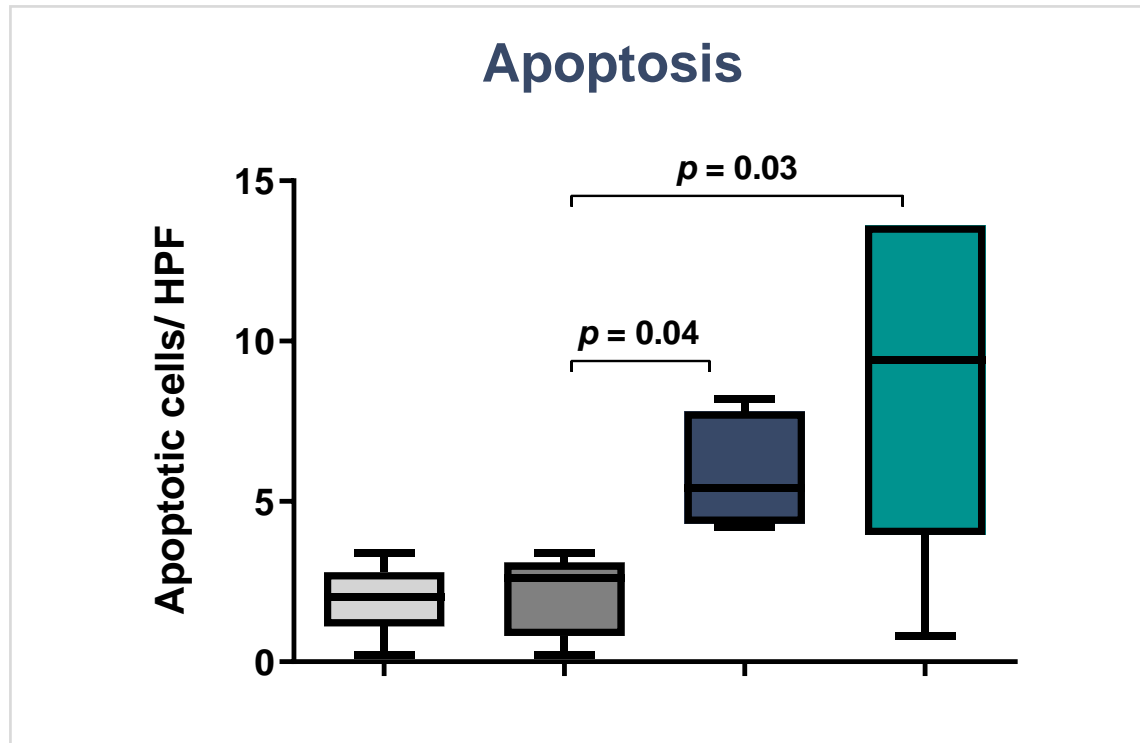 Apoptosis
p = 0.03
15
p = 0.04
10
5
0
Apoptotic cells/ HPF